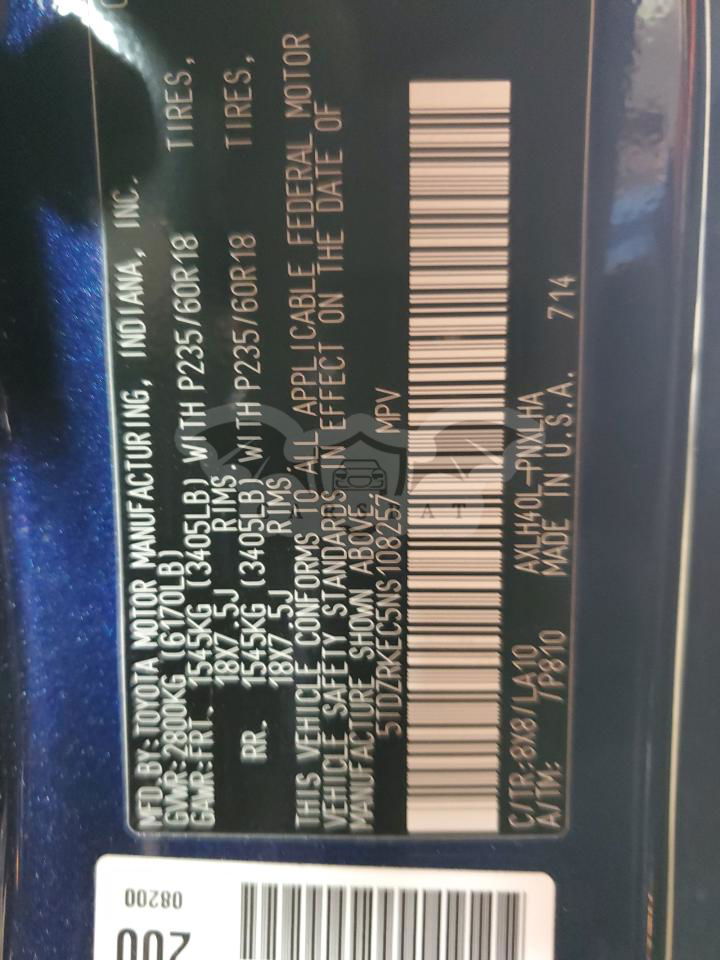 MFD.BY:TOYOTA MOTOR MANUFACTURING, INDIANA, INC.
GVWR:2800KG (6170LB)
GAWR:FRT. 1545KG (3405LB) WITH P235/60R18 TIRES,
18X7.5J RIMS.
RR. 1545KG (3405LB) WITH P235/60R18 TIRES,
18X7.5J RIMS
THIS VEHICLE CONFORMS TO ALL APPLICABLE FEDERAL MOTOR
VEHICLE SAFETY STANDARDS IN EFFECT ON THE DATE OF
MANUFACTURE SHOWN ABOVE.
5TDZRKEC5NS108257 MPV
C/TR:8X8/LA10 AXLH40L-PNXLHA
A/TM: /P810 MADE IN U.S.A. 714
08200
200